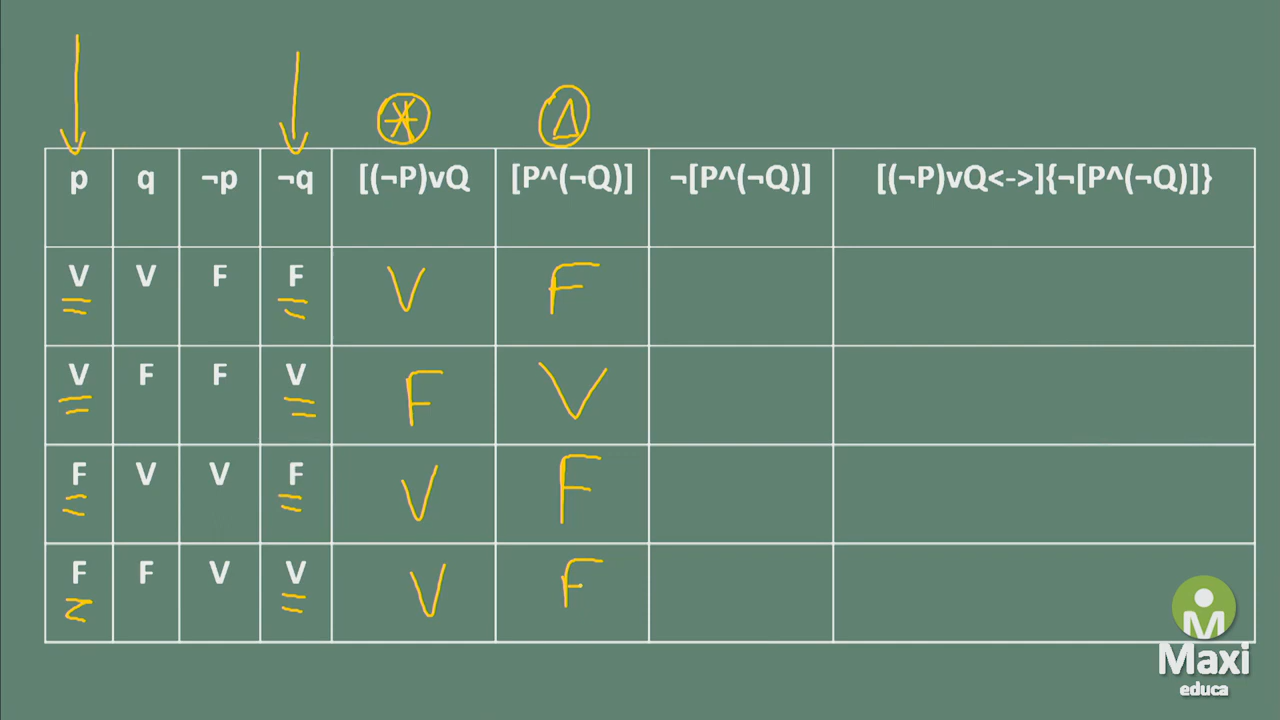 * Δ
p q ¬p ¬q [(¬P)vQ [P^(¬Q)] ¬[P^(¬Q)] [(¬P)vQ<->]{¬[P^(¬Q)]}
V V F F V F
V F F V F V
F V V F V F
F F V V V F
M
Maxi
educa